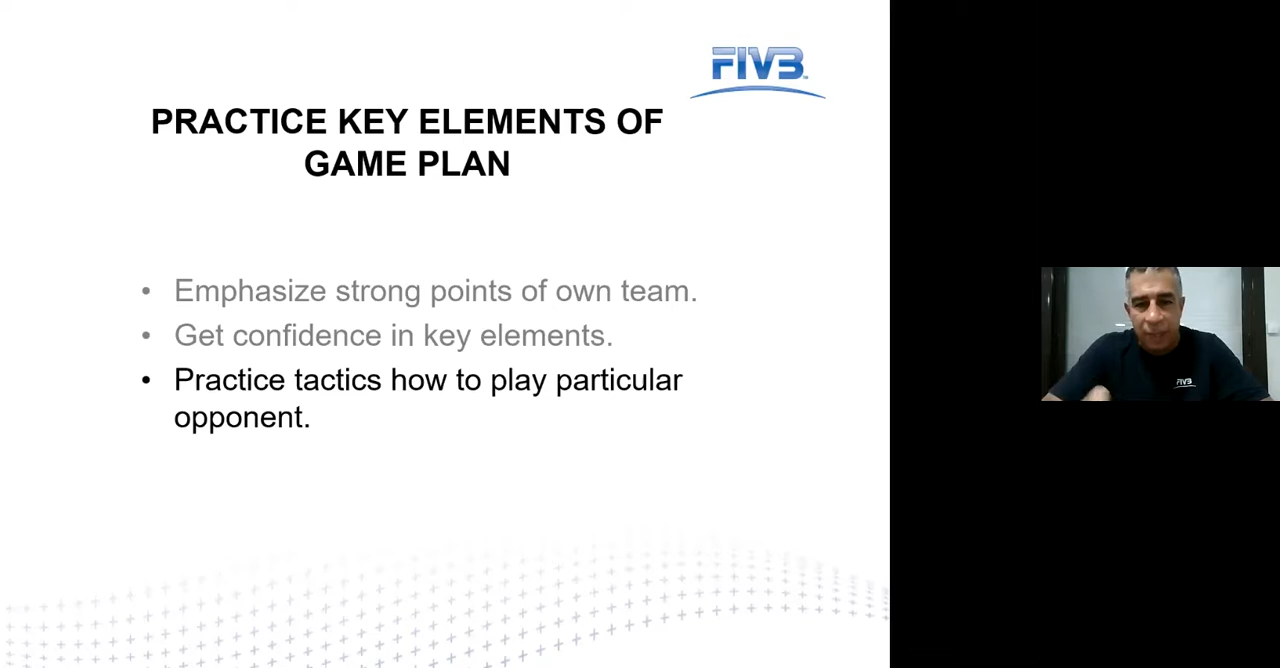 FIVB
PRACTICE KEY ELEMENTS OF
GAME PLAN
• Emphasize strong points of own team.
• Get confidence in key elements.
• Practice tactics how to play particular
opponent.
FIVB